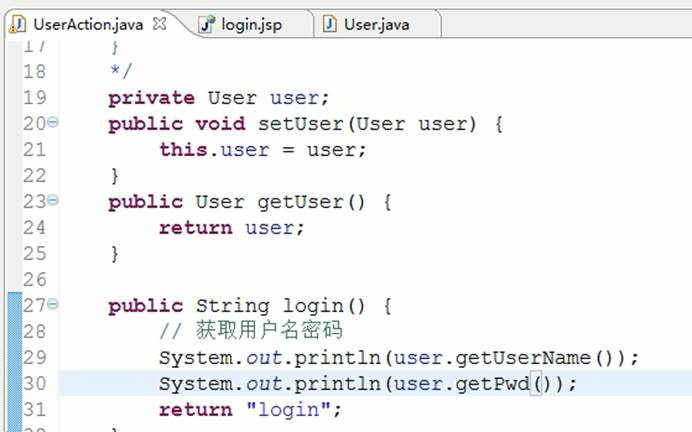 UserAction.java login.jsp User.java
17 }
18 */
19 private User user;
20 public void setUser(User user) {
21 this.user = user;
22 }
23 public User getUser() {
24 return user;
25 }
26
27 public String login() {
28 // 获取用户名密码
29 System.out.println(user.getUserName());
30 System.out.println(user.getPwd());
31 return "login";